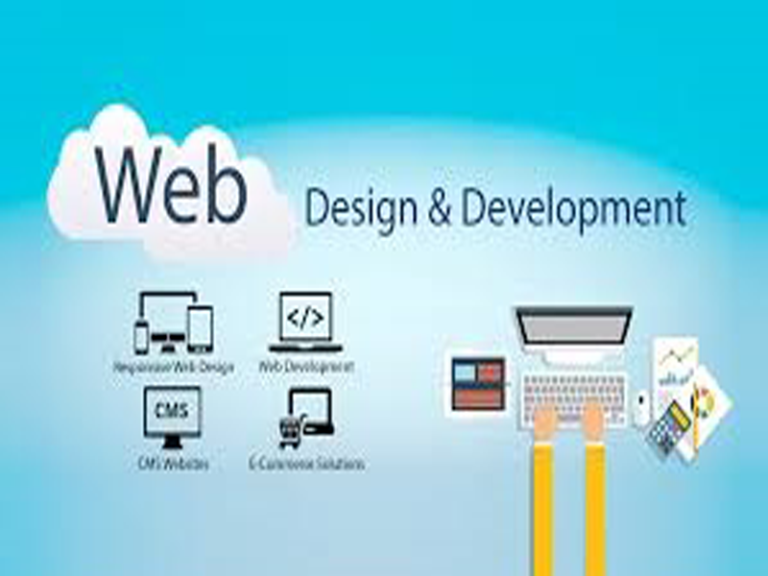 Web
Design & Development
</>
Responsive Web Design
Web Development
CMS
CMS Websites
E-Commerce Solutions